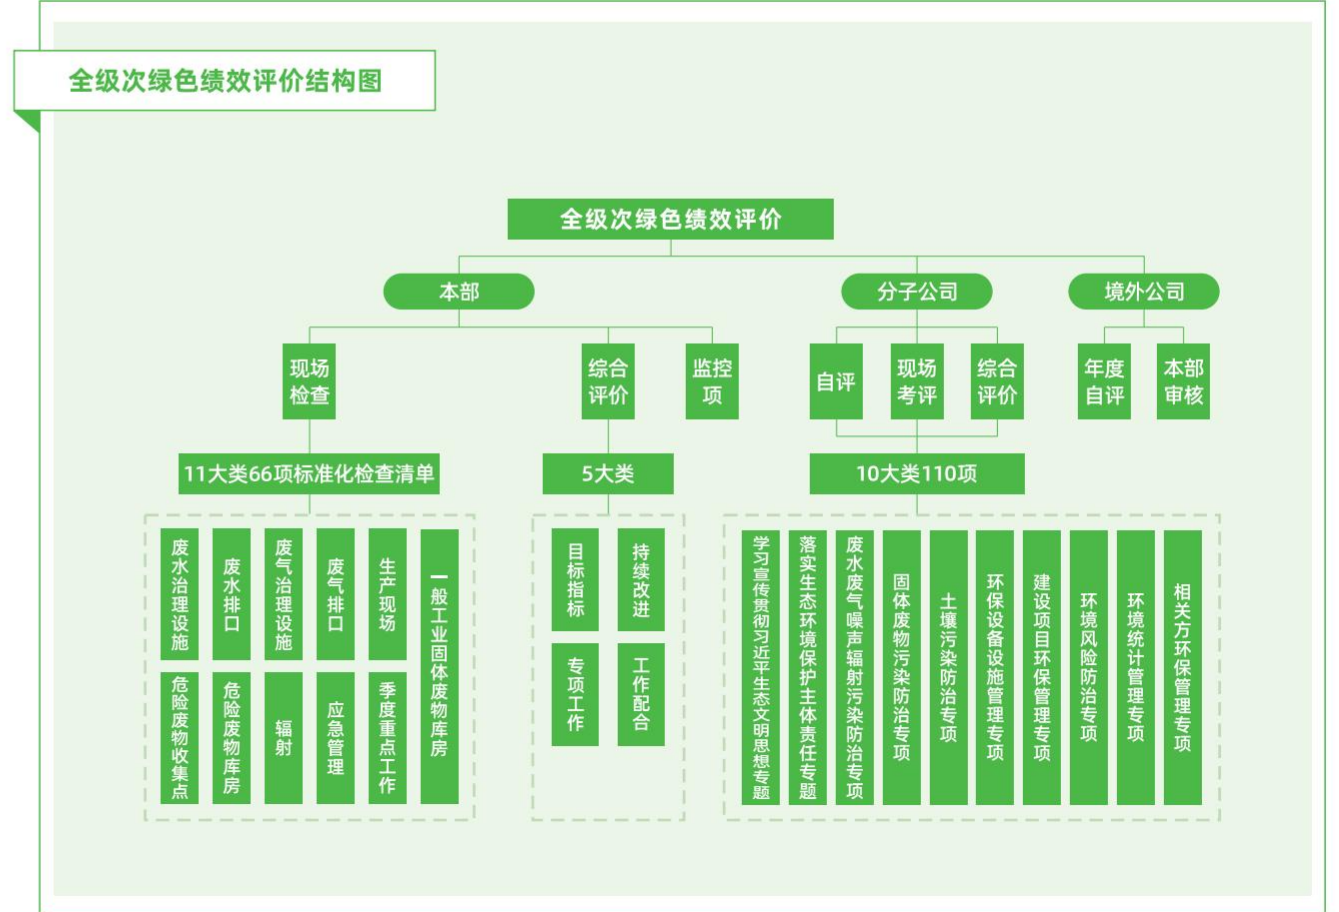 全级次绿色绩效评价结构图
全级次绿色绩效评价
本部
分子公司
境外公司
现场
检查
综合
评价
监控
项
自评
现场
考评
综合
评价
年度
自评
本部
审核
11大类66项标准化检查清单
5大类
10大类110项
废水治理设施
废水排口
废气治理设施
废气排口
生产现场
一般工业固体废物库房
危险废物收集点
危险废物库房
辐射
应急管理
季度重点工作
目标指标
持续改进
专项工作
工作配合
学习宣传贯彻习近平生态文明思想专题
落实生态环境保护主体责任专题
废水废气噪声辐射污染防治专项
固体废物污染防治专项
土壤污染防治专项
环保设备设施管理专项
建设项目环保管理专项
环境风险防治专项
环境统计管理专项
相关方环保管理专项